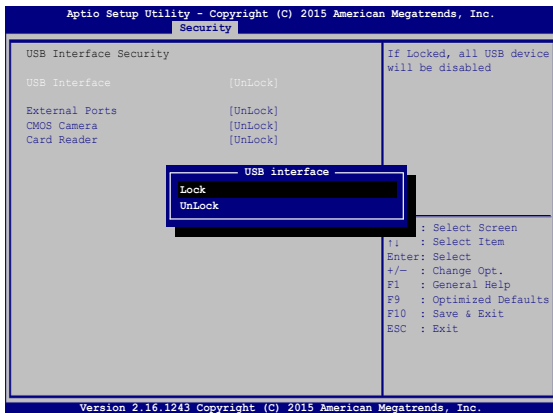 Aptio Setup Utility - Copyright (C) 2015 American Megatrends, Inc.
Security
USB Interface Security
USB Interface [UnLock]
External Ports [UnLock]
CMOS Camera [UnLock]
Card Reader [UnLock]
If Locked, all USB device
will be disabled
USB interface
Lock
UnLock
: Select Screen
↑↓ : Select Item
Enter: Select
+/— : Change Opt.
F1 : General Help
F9 : Optimized Defaults
F10 : Save & Exit
ESC : Exit
Version 2.16.1243 Copyright (C) 2015 American Megatrends, Inc.